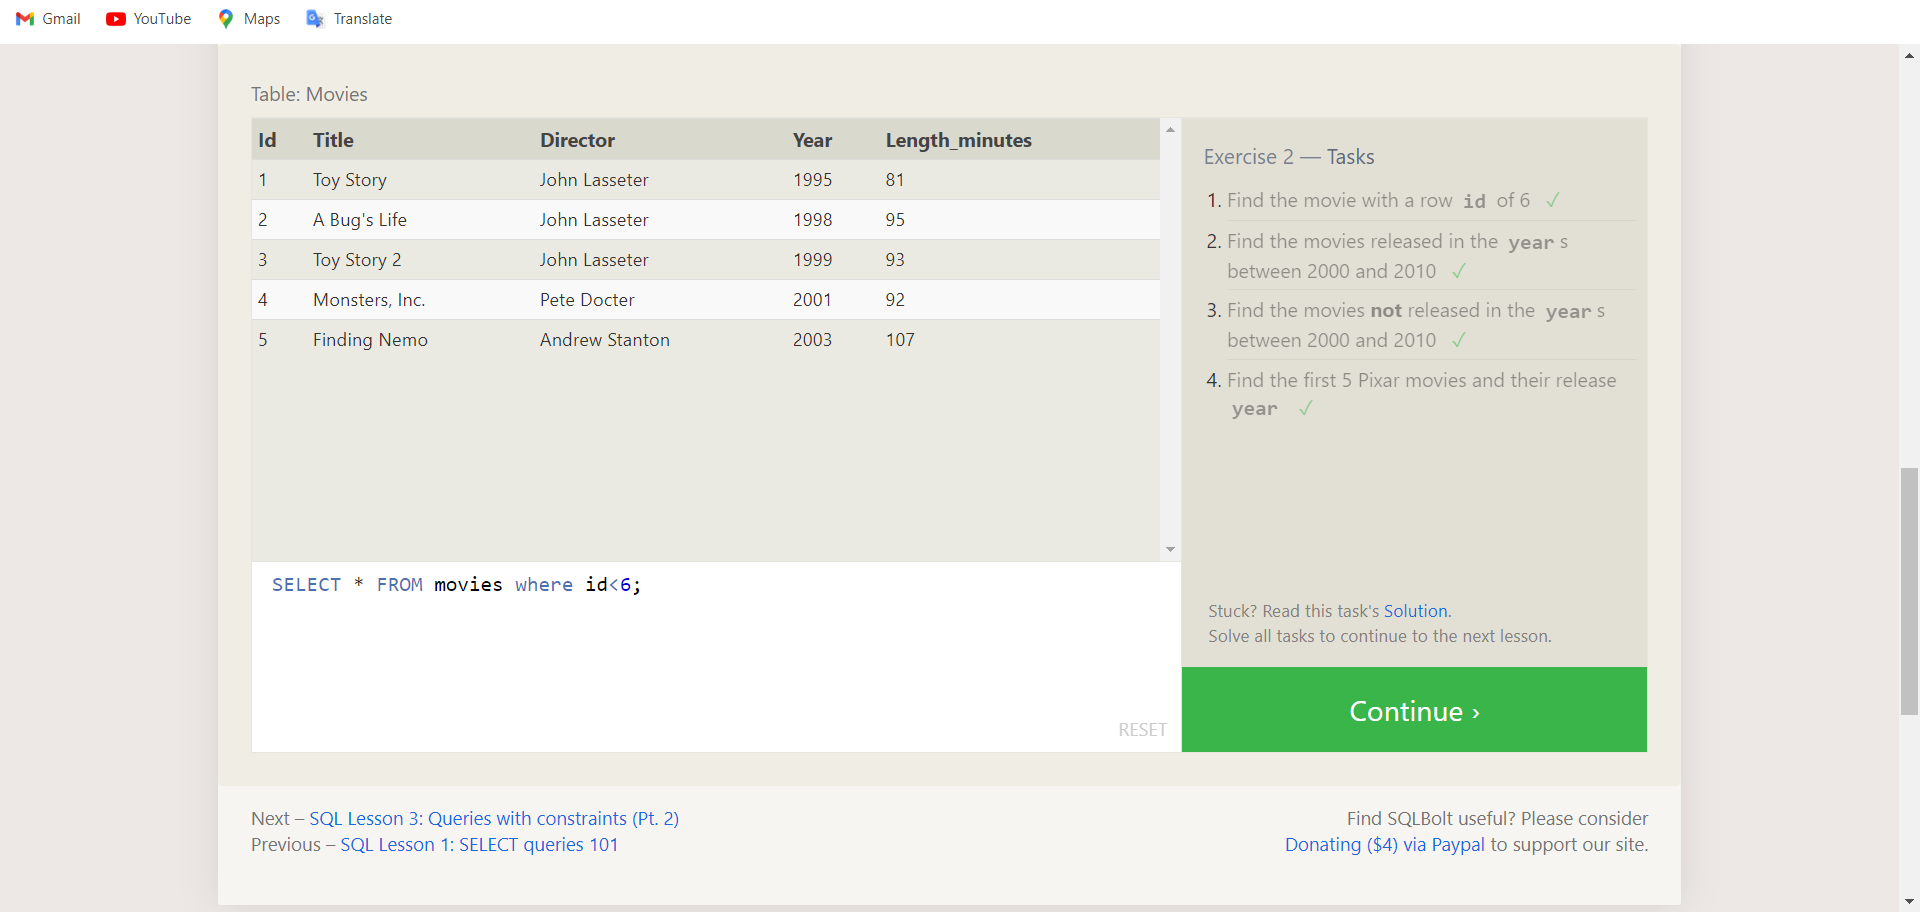 Gmail YouTube Maps Translate
Table: Movies
Id Title Director Year Length_minutes
1 Toy Story John Lasseter 1995 81
2 A Bug's Life John Lasseter 1998 95
3 Toy Story 2 John Lasseter 1999 93
4 Monsters, Inc. Pete Docter 2001 92
5 Finding Nemo Andrew Stanton 2003 107
SELECT * FROM movies where id<6;
RESET
Exercise 2 — Tasks
1. Find the movie with a row id of 6 ✓
2. Find the movies released in the year s
between 2000 and 2010 ✓
3. Find the movies not released in the year s
between 2000 and 2010 ✓
4. Find the first 5 Pixar movies and their release
year ✓
Stuck? Read this task's Solution.
Solve all tasks to continue to the next lesson.
Continue ›
Next – SQL Lesson 3: Queries with constraints (Pt. 2)
Previous – SQL Lesson 1: SELECT queries 101
Find SQLBolt useful? Please consider
Donating ($4) via Paypal to support our site.